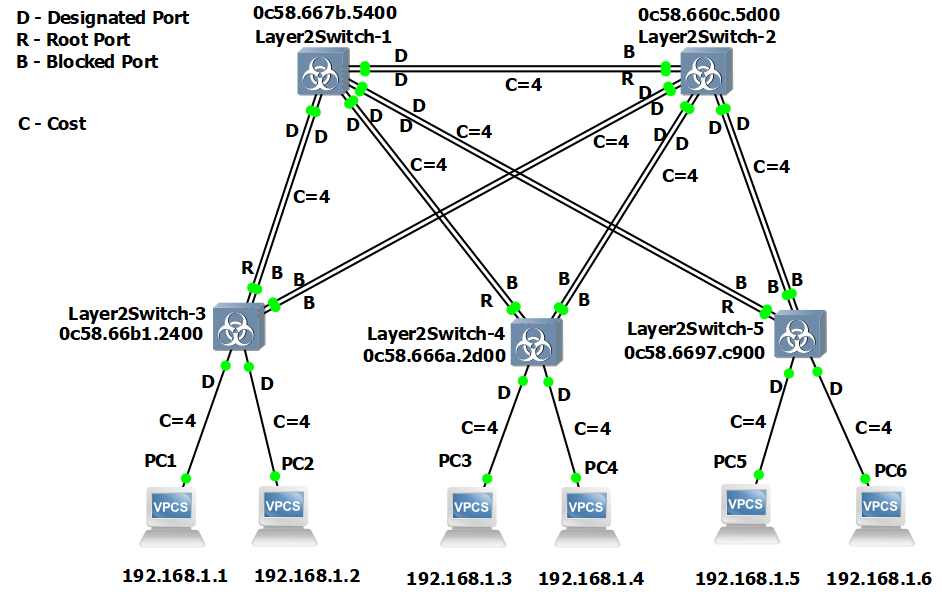 D - Designated Port
R - Root Port
B - Blocked Port
C - Cost
0c58.667b.5400
Layer2Switch-1
0c58.660c.5d00
Layer2Switch-2
D
B
D
C=4
R
D
D
D
D
D
D
D
D
C=4
C=4
D
D
D
D
D
D
C=4
C=4
C=4
C=4
R
B
B
B
B
R
B
B
B
R
B
B
Layer2Switch-3
0c58.66b1.2400
Layer2Switch-4
0c58.666a.2d00
Layer2Switch-5
0c58.6697.c900
D
D
D
D
D
D
C=4
C=4
C=4
C=4
C=4
C=4
PC1
PC2
PC3
PC4
PC5
PC6
VPCS
VPCS
VPCS
VPCS
VPCS
VPCS
192.168.1.1
192.168.1.2
192.168.1.3
192.168.1.4
192.168.1.5
192.168.1.6